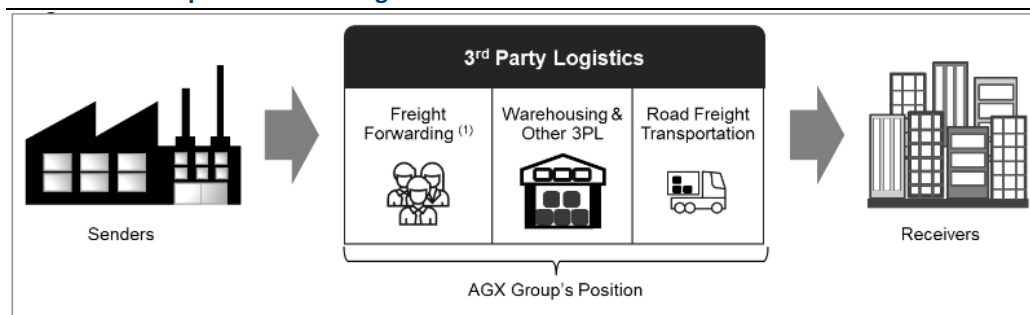 3rd Party Logistics
Freight
Forwarding (1)
Warehousing &
Other 3PL
Road Freight
Transportation
Senders
Receivers
AGX Group's Position